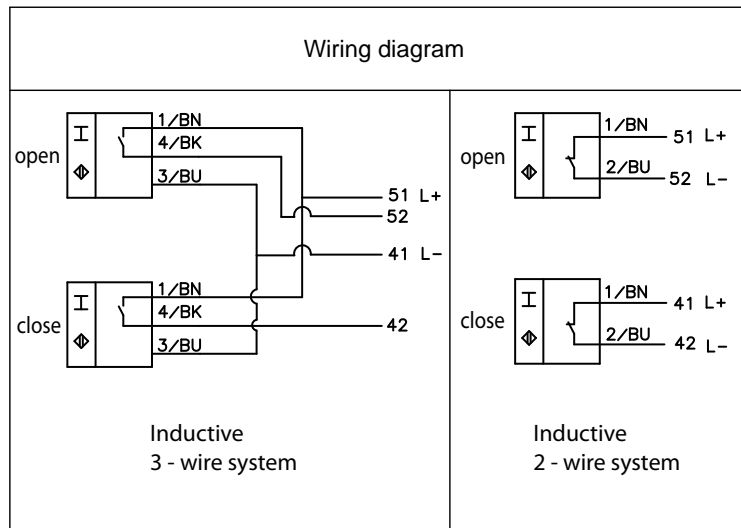 Wiring diagram
open
1/BN
4/BK
3/BU
51 L+
52
41 L-
close
1/BN
4/BK
3/BU
42
Inductive
3 - wire system
open
1/BN
2/BU
51 L+
52 L-
close
1/BN
2/BU
41 L+
42 L-
Inductive
2 - wire system